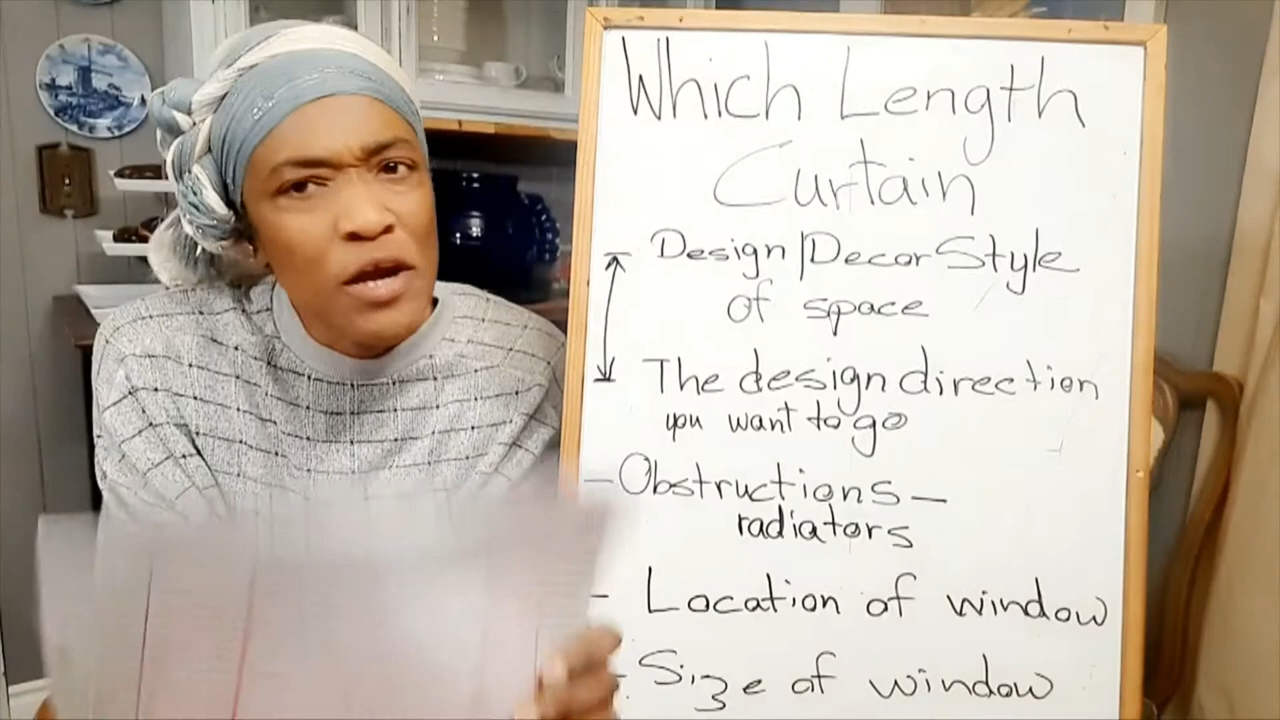 Which Length
Curtain
Design/Decor Style
of space
The design direction
you want to go
- Obstructions -
radiators
- Location of window
- Size of window